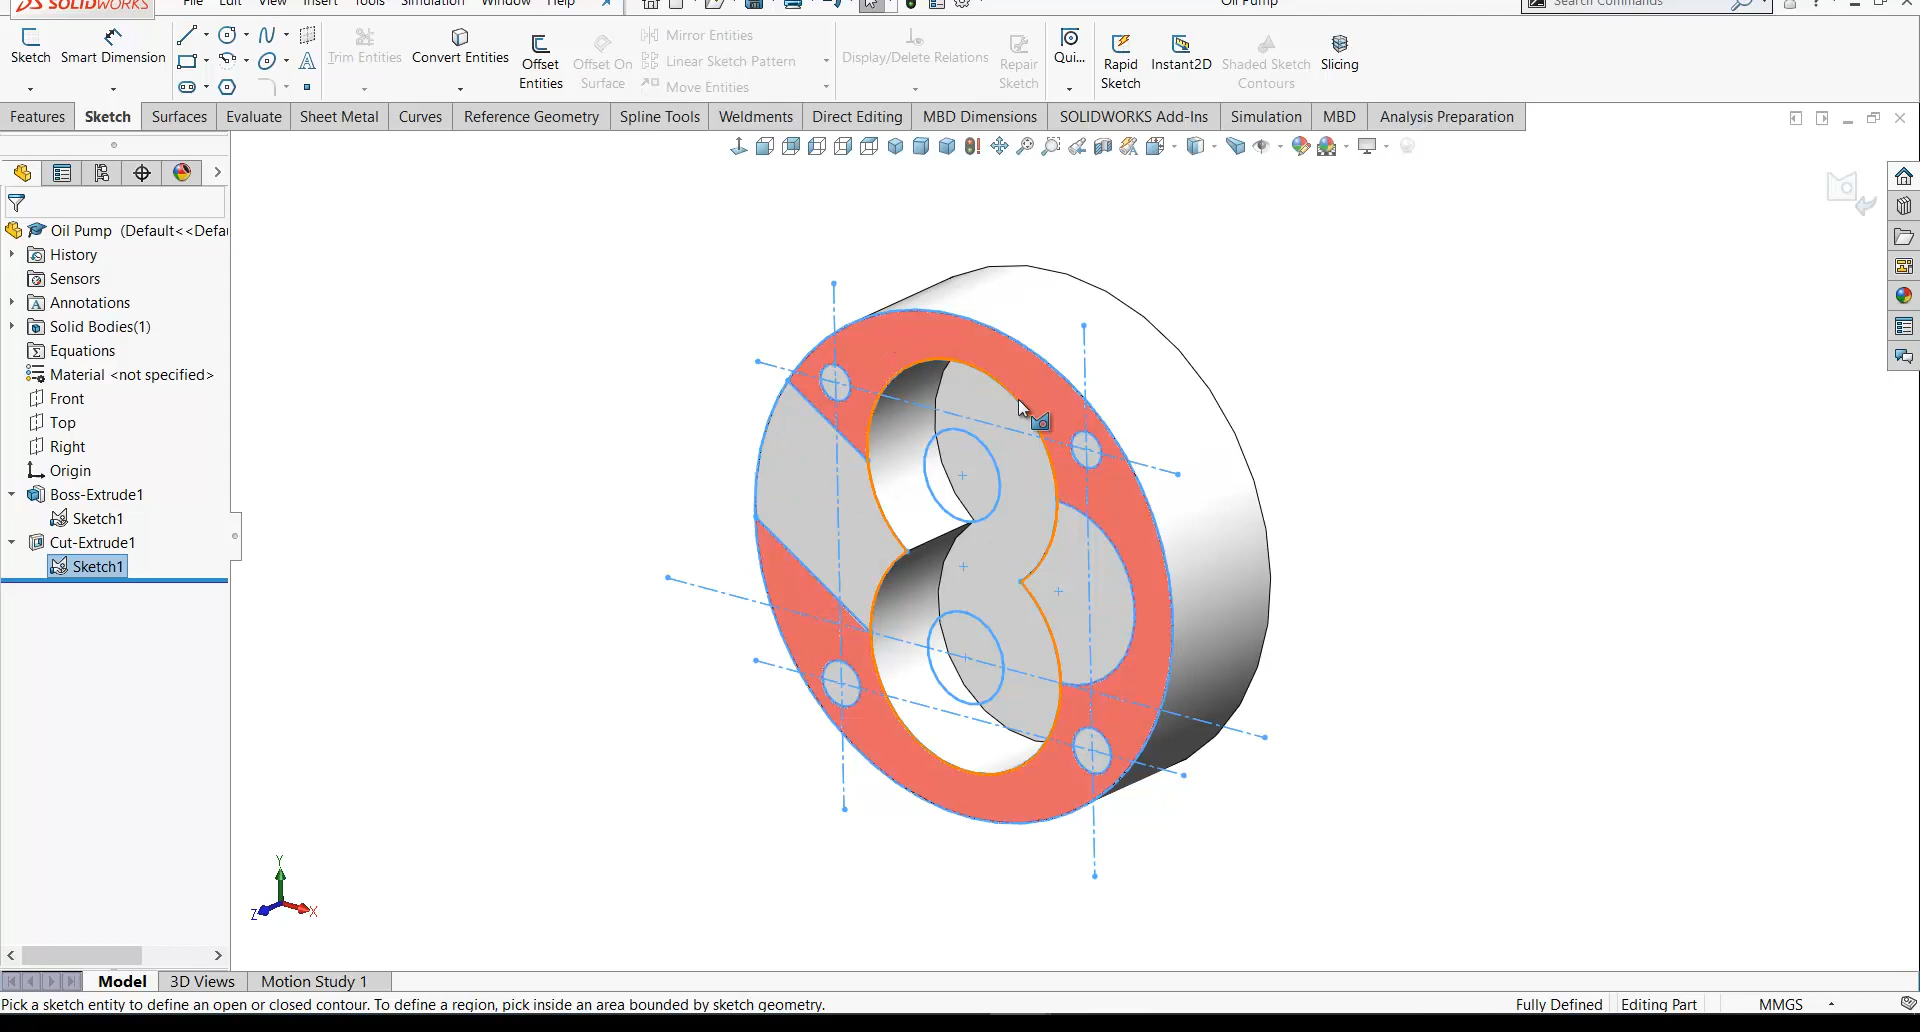 SOLIDWORKS
File Edit View Insert Tools Simulation Window Help
Oil Pump
Search Commands
Sketch
Smart Dimension
Trim Entities
Convert Entities
Offset Entities
Offset On Surface
Mirror Entities
Linear Sketch Pattern
Move Entities
Display/Delete Relations
Repair Sketch
Qui...
Rapid Sketch
Instant2D
Shaded Sketch Contours
Slicing
Features Sketch Surfaces Evaluate Sheet Metal Curves Reference Geometry Spline Tools Weldments Direct Editing MBD Dimensions SOLIDWORKS Add-Ins Simulation MBD Analysis Preparation
Oil Pump (Default<<Defau
History
Sensors
Annotations
Solid Bodies(1)
Equations
Material <not specified>
Front
Top
Right
Origin
Boss-Extrude1
Sketch1
Cut-Extrude1
Sketch1
Y
Z
X
Model 3D Views Motion Study 1
Pick a sketch entity to define an open or closed contour. To define a region, pick inside an area bounded by sketch geometry.
Fully Defined Editing Part MMGS